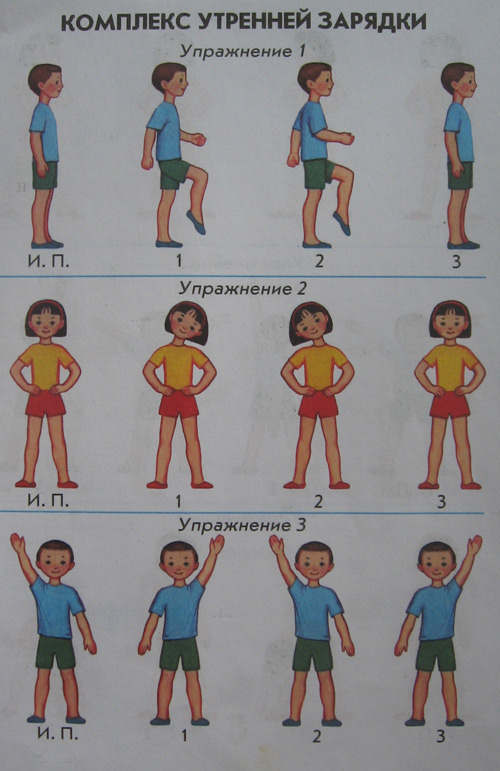 КОМПЛЕКС УТРЕННЕЙ ЗАРЯДКИ
Упражнение 1
И. П. 1 2 3
Упражнение 2
И. П. 1 2 3
Упражнение 3
И. П. 1 2 3